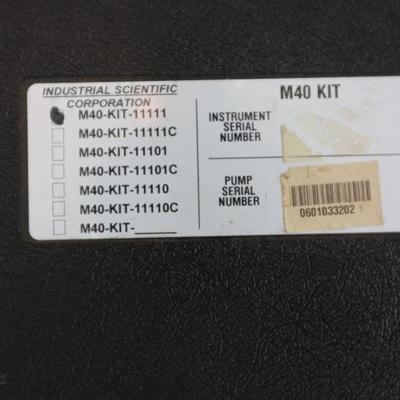 INDUSTRIAL SCIENTIFIC
CORPORATION
M40-KIT-11111
M40-KIT-11111C
M40-KIT-11101
M40-KIT-11101C
M40-KIT-11110
M40-KIT-11110C
M40-KIT-______
M40 KIT
INSTRUMENT
SERIAL
NUMBER
PUMP
SERIAL
NUMBER
0601033202